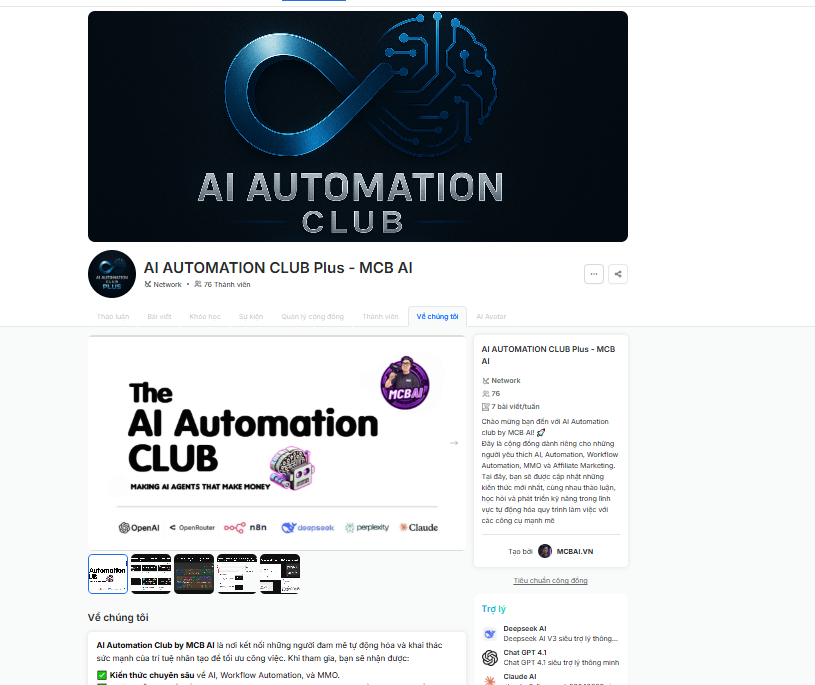 AI AUTOMATION
CLUB
AI AUTOMATION
PLUS
AI AUTOMATION CLUB Plus - MCB AI
Network • 76 Thành viên
Thảo luận Bài viết Khóa học Sự kiện Quản lý cộng đồng Thành viên Về chúng tôi AI Avatar
The
AI Automation
CLUB
MAKING AI AGENTS THAT MAKE MONEY
MCBAI
OpenAI OpenRouter n8n deepseek perplexity Claude
Automation
Về chúng tôi
AI Automation Club by MCB AI là nơi kết nối những người đam mê tự động hóa và khai thác
sức mạnh của trí tuệ nhân tạo để tối ưu công việc. Khi tham gia, bạn sẽ nhận được:
✅ Kiến thức chuyên sâu về AI, Workflow Automation, và MMO.
AI AUTOMATION CLUB Plus - MCB
AI
Network
76
7 bài viết/tuần
Chào mừng bạn đến với AI Automation
club by MCB AI! 🚀
Đây là cộng đồng dành riêng cho những
người yêu thích AI, Automation, Workflow
Automation, MMO và Affiliate Marketing.
Tại đây, bạn sẽ được cập nhật những
kiến thức mới nhất, cùng nhau thảo luận,
học hỏi và phát triển kỹ năng trong lĩnh
vực tự động hóa quy trình làm việc với
các công cụ mạnh mẽ
Tạo bởi MCBAI.VN
Tiêu chuẩn cộng đồng
Trợ lý
Deepseek AI
Deepseek AI V3 siêu trợ lý thông...
Chat GPT 4.1
Chat GPT 4.1 siêu trợ lý thông minh
Claude AI